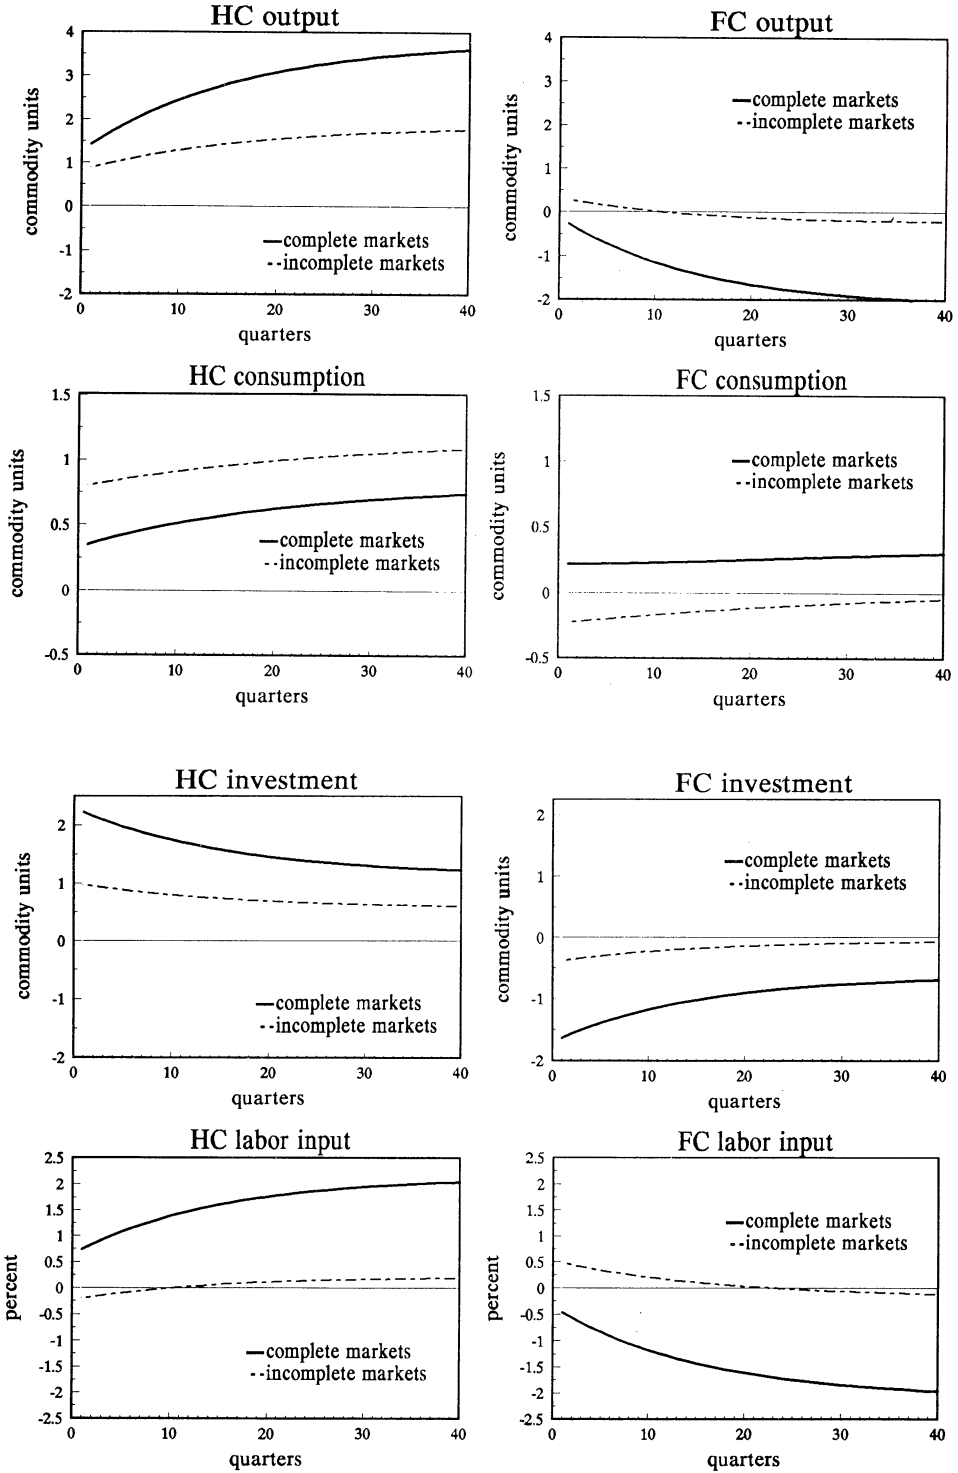 HC output
4
3
2
1
0
-1
-2
commodity units
complete markets
incomplete markets
0 10 20 30 40
quarters
FC output
4
3
2
1
0
-1
-2
commodity units
complete markets
incomplete markets
0 10 20 30 40
quarters
HC consumption
1.5
1
0.5
0
-0.5
commodity units
complete markets
incomplete markets
0 10 20 30 40
quarters
FC consumption
1.5
1
0.5
0
-0.5
commodity units
complete markets
incomplete markets
0 10 20 30 40
quarters
HC investment
2
1
0
-1
-2
commodity units
complete markets
incomplete markets
0 10 20 30 40
quarters
FC investment
2
1
0
-1
-2
commodity units
complete markets
incomplete markets
0 10 20 30 40
quarters
HC labor input
2.5
2
1.5
1
0.5
0
-0.5
-1
-1.5
-2
-2.5
percent
complete markets
incomplete markets
0 10 20 30 40
quarters
FC labor input
2.5
2
1.5
1
0.5
0
-0.5
-1
-1.5
-2
-2.5
percent
complete markets
incomplete markets
0 10 20 30 40
quarters